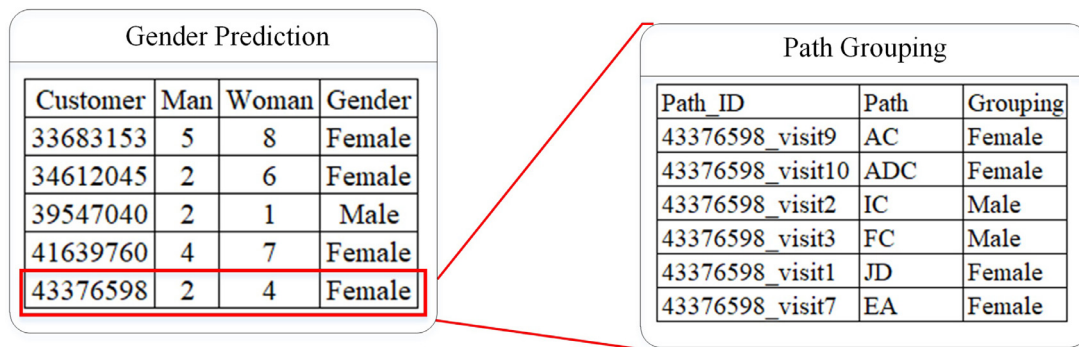 Gender Prediction
Customer Man Woman Gender
33683153 5 8 Female
34612045 2 6 Female
39547040 2 1 Male
41639760 4 7 Female
43376598 2 4 Female
Path Grouping
Path_ID Path Grouping
43376598_visit9 AC Female
43376598_visit10 ADC Female
43376598_visit2 IC Male
43376598_visit3 FC Male
43376598_visit1 JD Female
43376598_visit7 EA Female